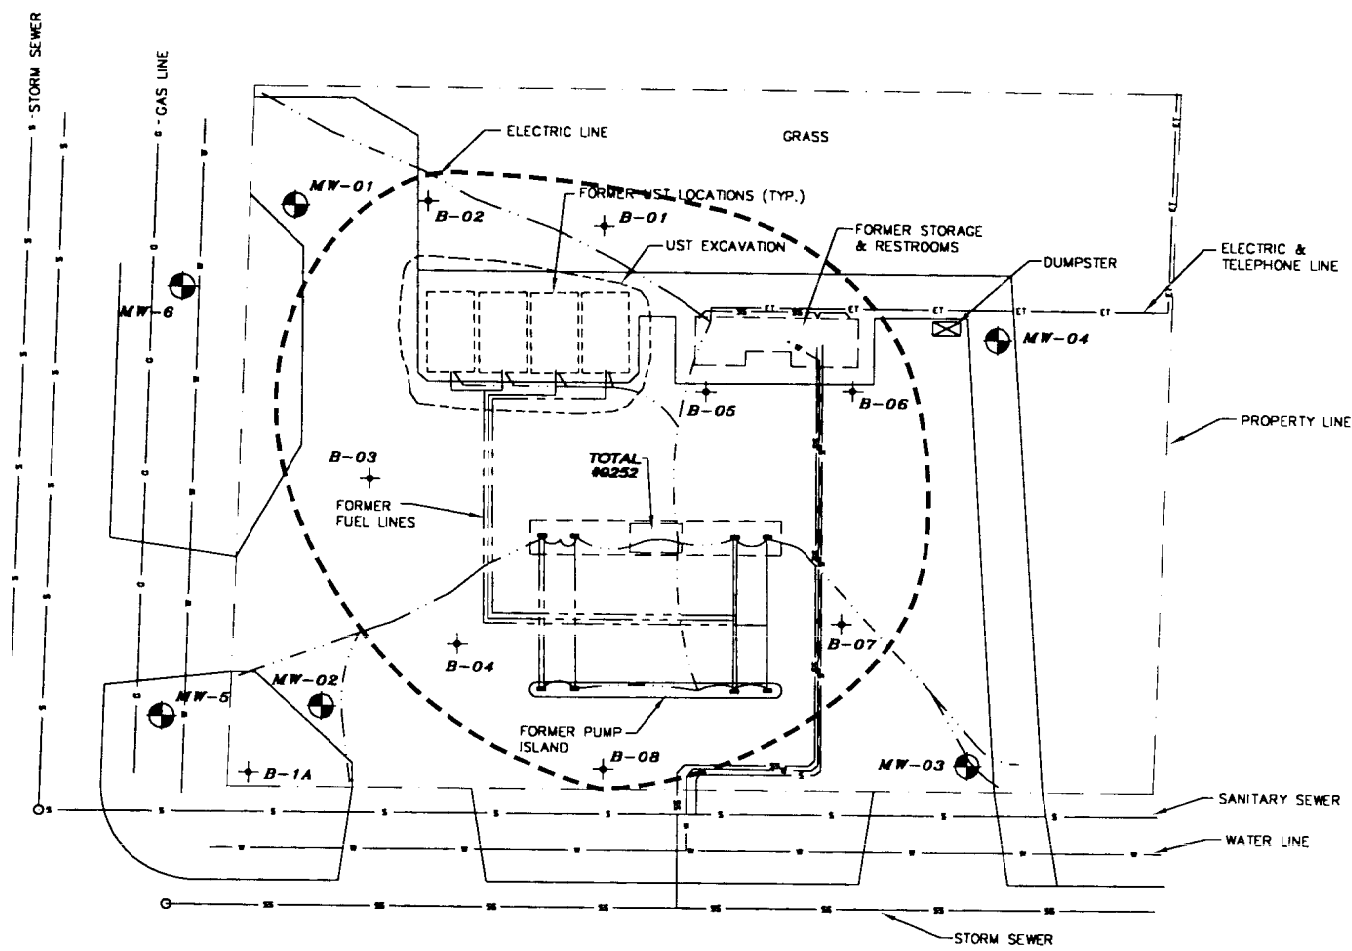 S -STORM SEWER
G -GAS LINE
ELECTRIC LINE
GRASS
MW-01
B-02
FORMER UST LOCATIONS (TYP.)
B-01
FORMER STORAGE
& RESTROOMS
UST EXCAVATION
ELECTRIC &
TELEPHONE LINE
DUMPSTER
MW-6
MW-04
B-05
B-06
PROPERTY LINE
B-03
TOTAL
#9252
FORMER
FUEL LINES
B-07
B-04
MW-5
MW-02
FORMER PUMP
ISLAND
B-1A
B-08
MW-03
SANITARY SEWER
WATER LINE
STORM SEWER